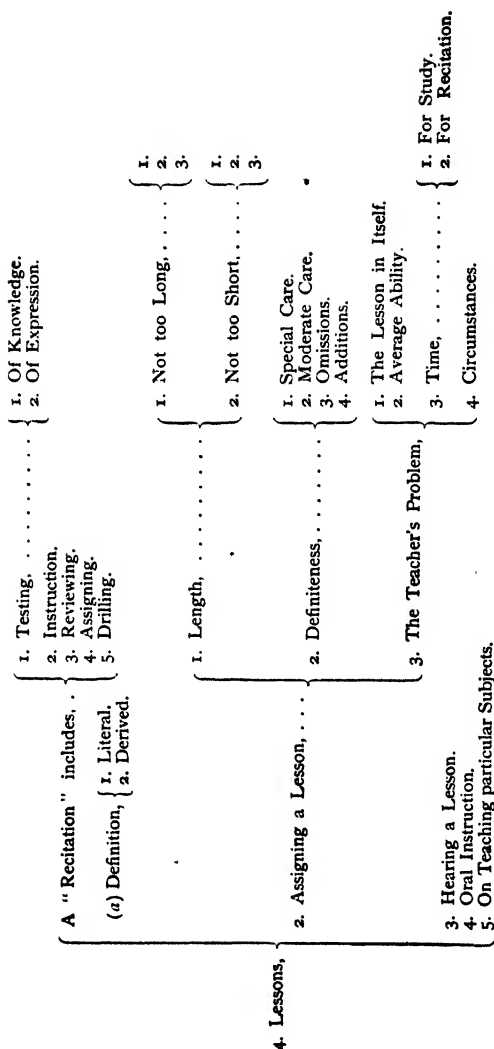 4. Lessons,
A "Recitation" includes, .
1. Testing, . . . . . . . . . .
1. Of Knowledge.
2. Of Expression.
2. Instruction.
3. Reviewing.
4. Assigning.
5. Drilling.
(a) Definition,
1. Literal.
2. Derived.
2. Assigning a Lesson, . . .
1. Length, . . . . . . . . . .
1. Not too Long, . . . .
1.
2.
3.
2. Not too Short, . . . .
1.
2.
3.
2. Definiteness, . . . . . . .
1. Special Care.
2. Moderate Care.
3. Omissions.
4. Additions.
3. The Teacher's Problem,
1. The Lesson in Itself.
2. Average Ability.
3. Time, . . . . . . . . . .
1. For Study.
2. For Recitation.
4. Circumstances.
3. Hearing a Lesson.
4. Oral Instruction.
5. On Teaching particular Subjects.